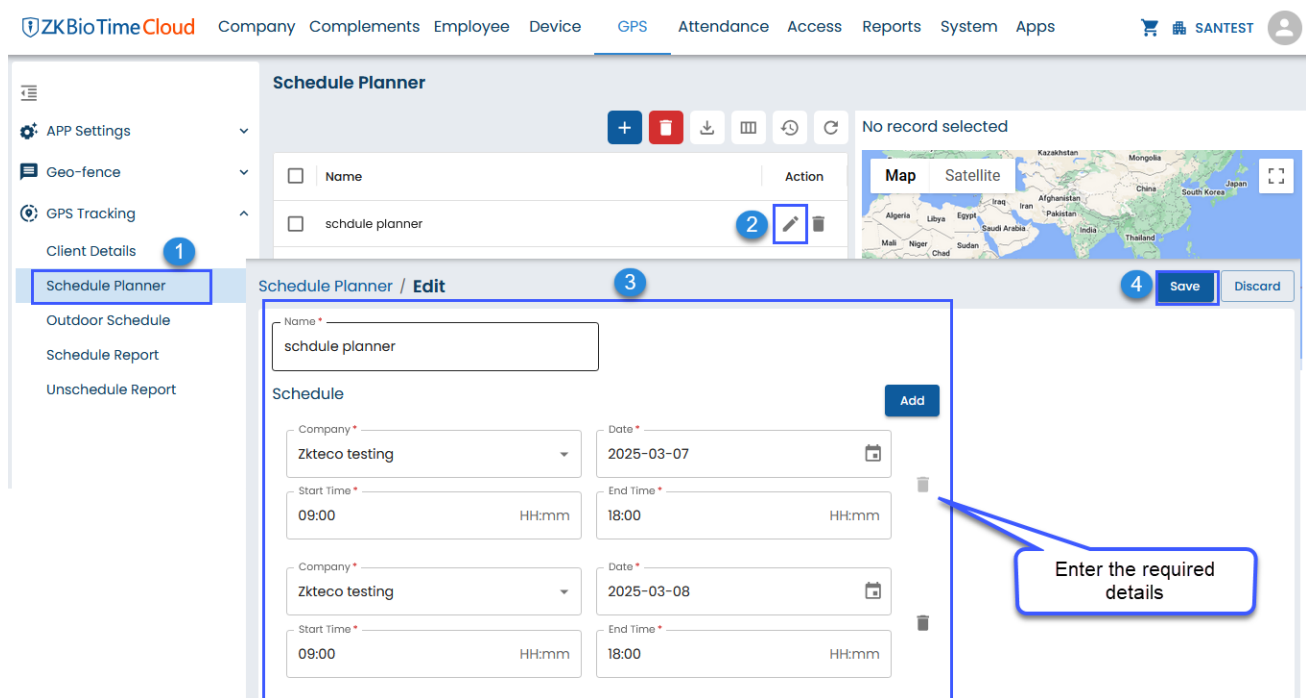 ZKBioTime Cloud Company Complements Employee Device GPS Attendance Access Reports System Apps SANTEST
Schedule Planner
APP Settings
Geo-fence
GPS Tracking
Client Details
1
Schedule Planner
Outdoor Schedule
Schedule Report
Unschedule Report
Name Action
schdule planner
2
No record selected
Map Satellite
Kazakhstan
Mongolia
China
Japan
South Korea
Afghanistan
Iraq
Iran
Pakistan
Algeria
Libya
Egypt
Saudi Arabia
India
Mali
Niger
Chad
Sudan
Thailand
Schedule Planner / Edit
3
4
Save Discard
Name *
schdule planner
Schedule
Add
Company * Date *
Zkteco testing 2025-03-07
Start Time * End Time *
09:00 HH:mm 18:00 HH:mm
Company * Date *
Zkteco testing 2025-03-08
Start Time * End Time *
09:00 HH:mm 18:00 HH:mm
Enter the required
details